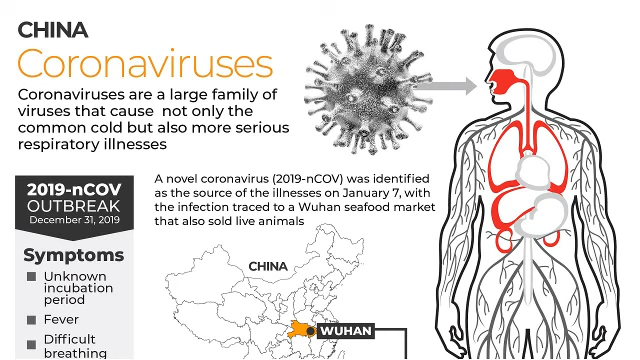 CHINA
Coronaviruses
Coronaviruses are a large family of
viruses that cause not only the
common cold but also more serious
respiratory illnesses
2019-nCOV
OUTBREAK
December 31, 2019
Symptoms
Unknown
incubation
period
Fever
Difficult
breathing
A novel coronavirus (2019-nCOV) was identified
as the source of the illnesses on January 7, with
the infection traced to a Wuhan seafood market
that also sold live animals
CHINA
WUHAN